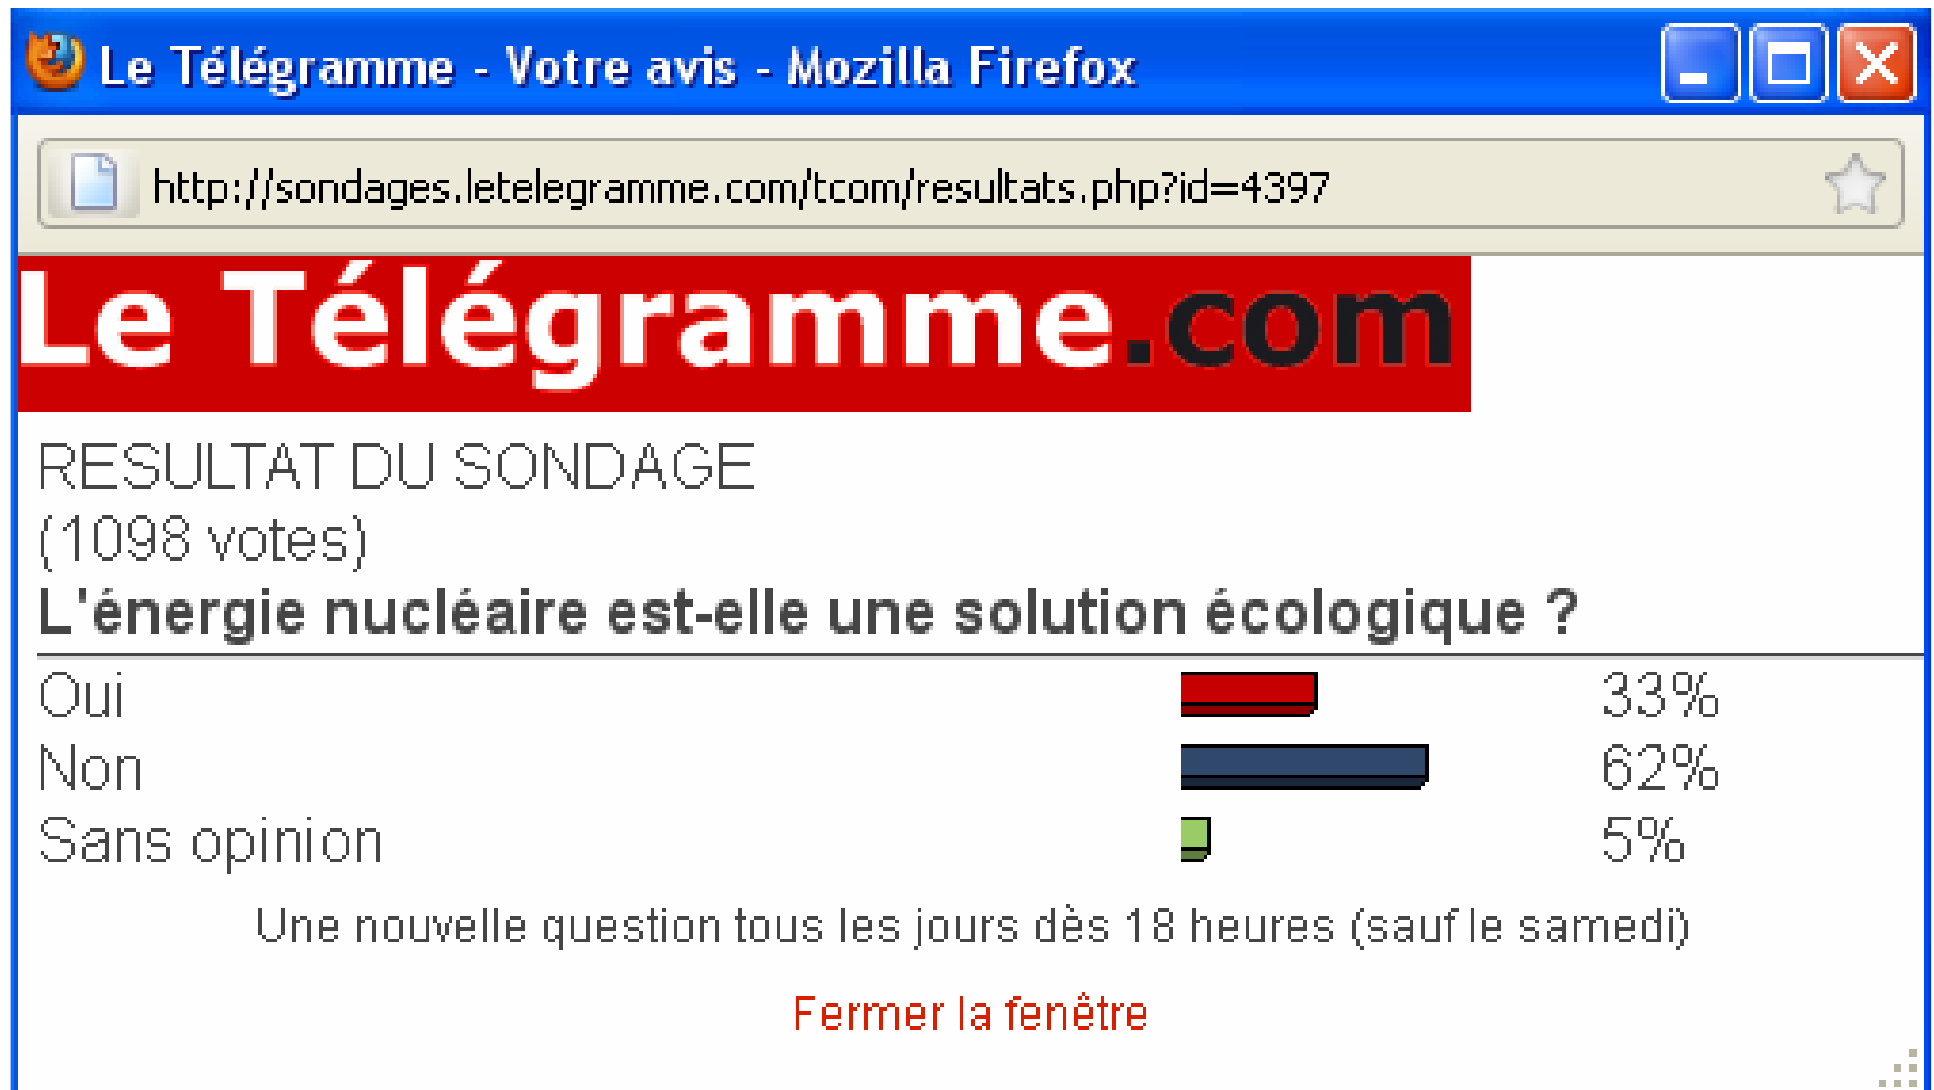 Le Télégramme - Votre avis - Mozilla Firefox
http://sondages.letelegramme.com/tcom/resultats.php?id=4397
Le Télégramme.com
RESULTAT DU SONDAGE
(1098 votes)
L'énergie nucléaire est-elle une solution écologique ?
Oui 33%
Non 62%
Sans opinion 5%
Une nouvelle question tous les jours dès 18 heures (sauf le samedi)
Fermer la fenêtre